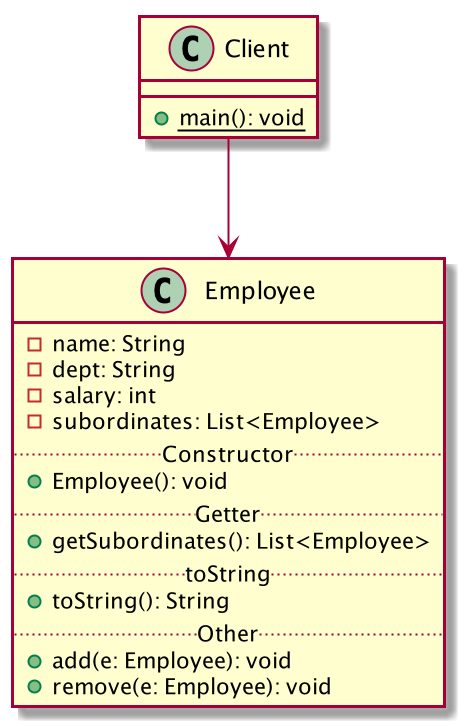 C Client
main(): void
C Employee
name: String
dept: String
salary: int
subordinates: List<Employee>
Constructor
Employee(): void
Getter
getSubordinates(): List<Employee>
toString
toString(): String
Other
add(e: Employee): void
remove(e: Employee): void